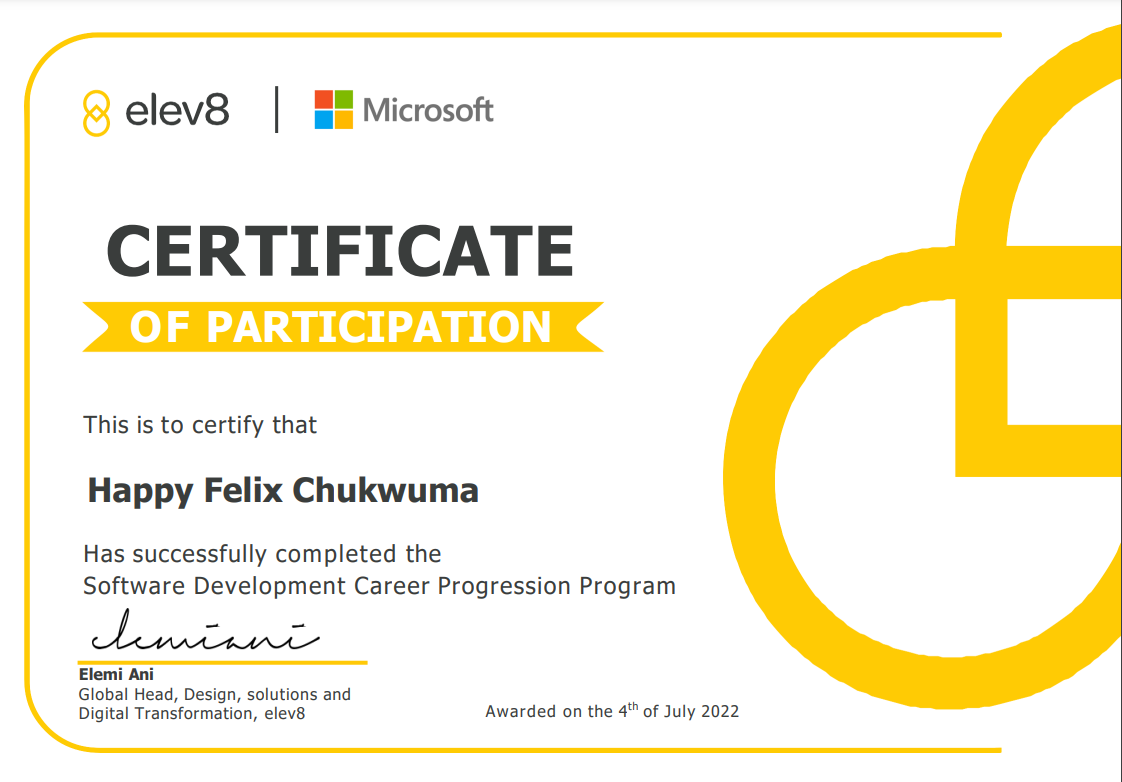 elev8 | Microsoft
CERTIFICATE
OF PARTICIPATION
This is to certify that
Happy Felix Chukwuma
Has successfully completed the
Software Development Career Progression Program
elemiani
Elemi Ani
Global Head, Design, solutions and
Digital Transformation, elev8
Awarded on the 4th of July 2022